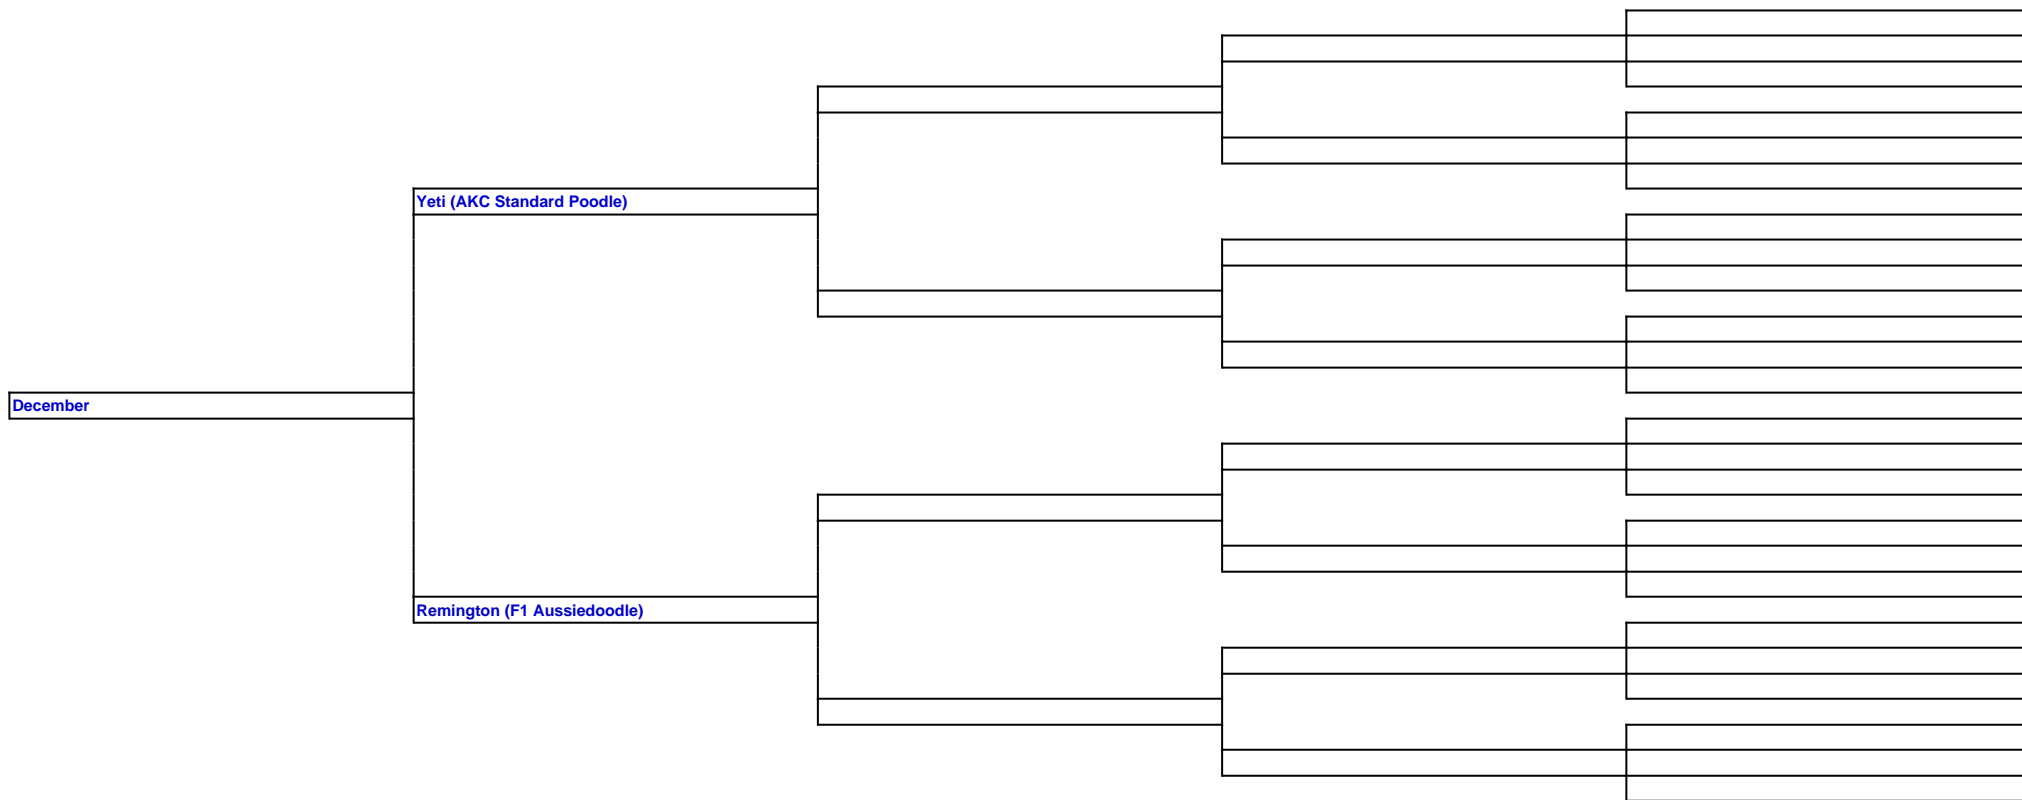 Yeti (AKC Standard Poodle)
December
Remington (F1 Aussiedoodle)